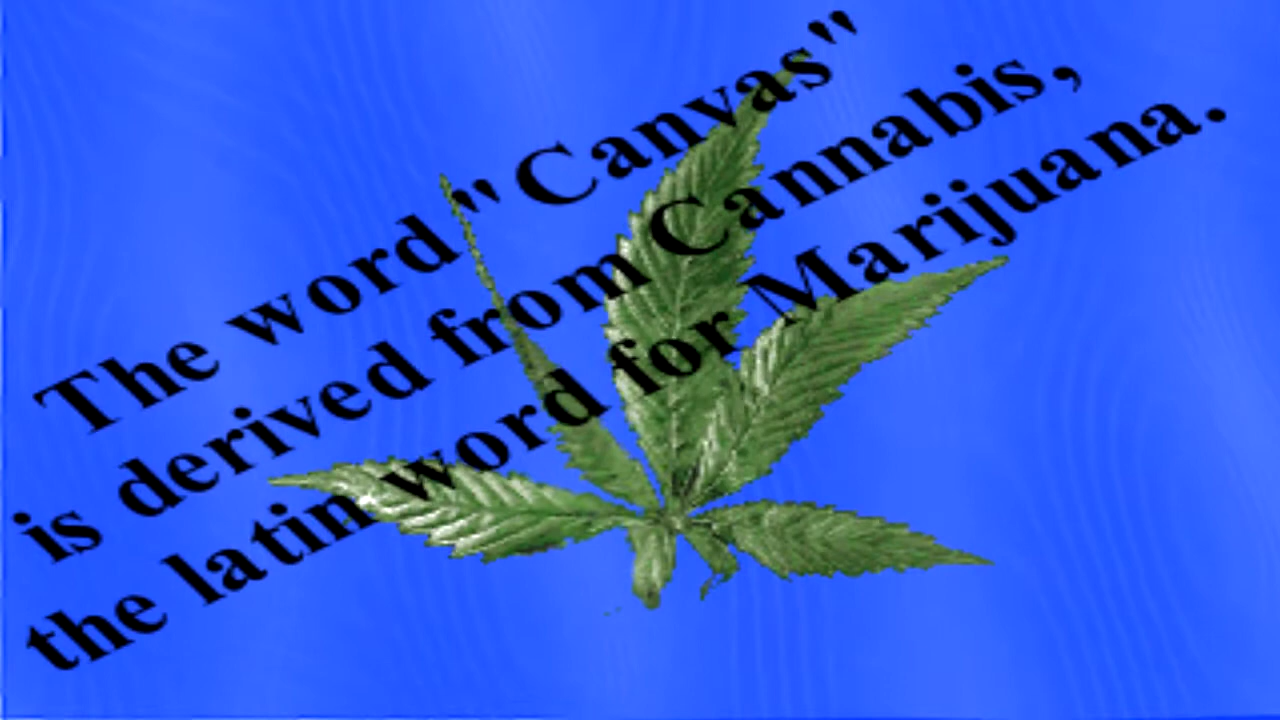 The word "Canvas"
is derived from Cannabis,
the latin word for Marijuana.